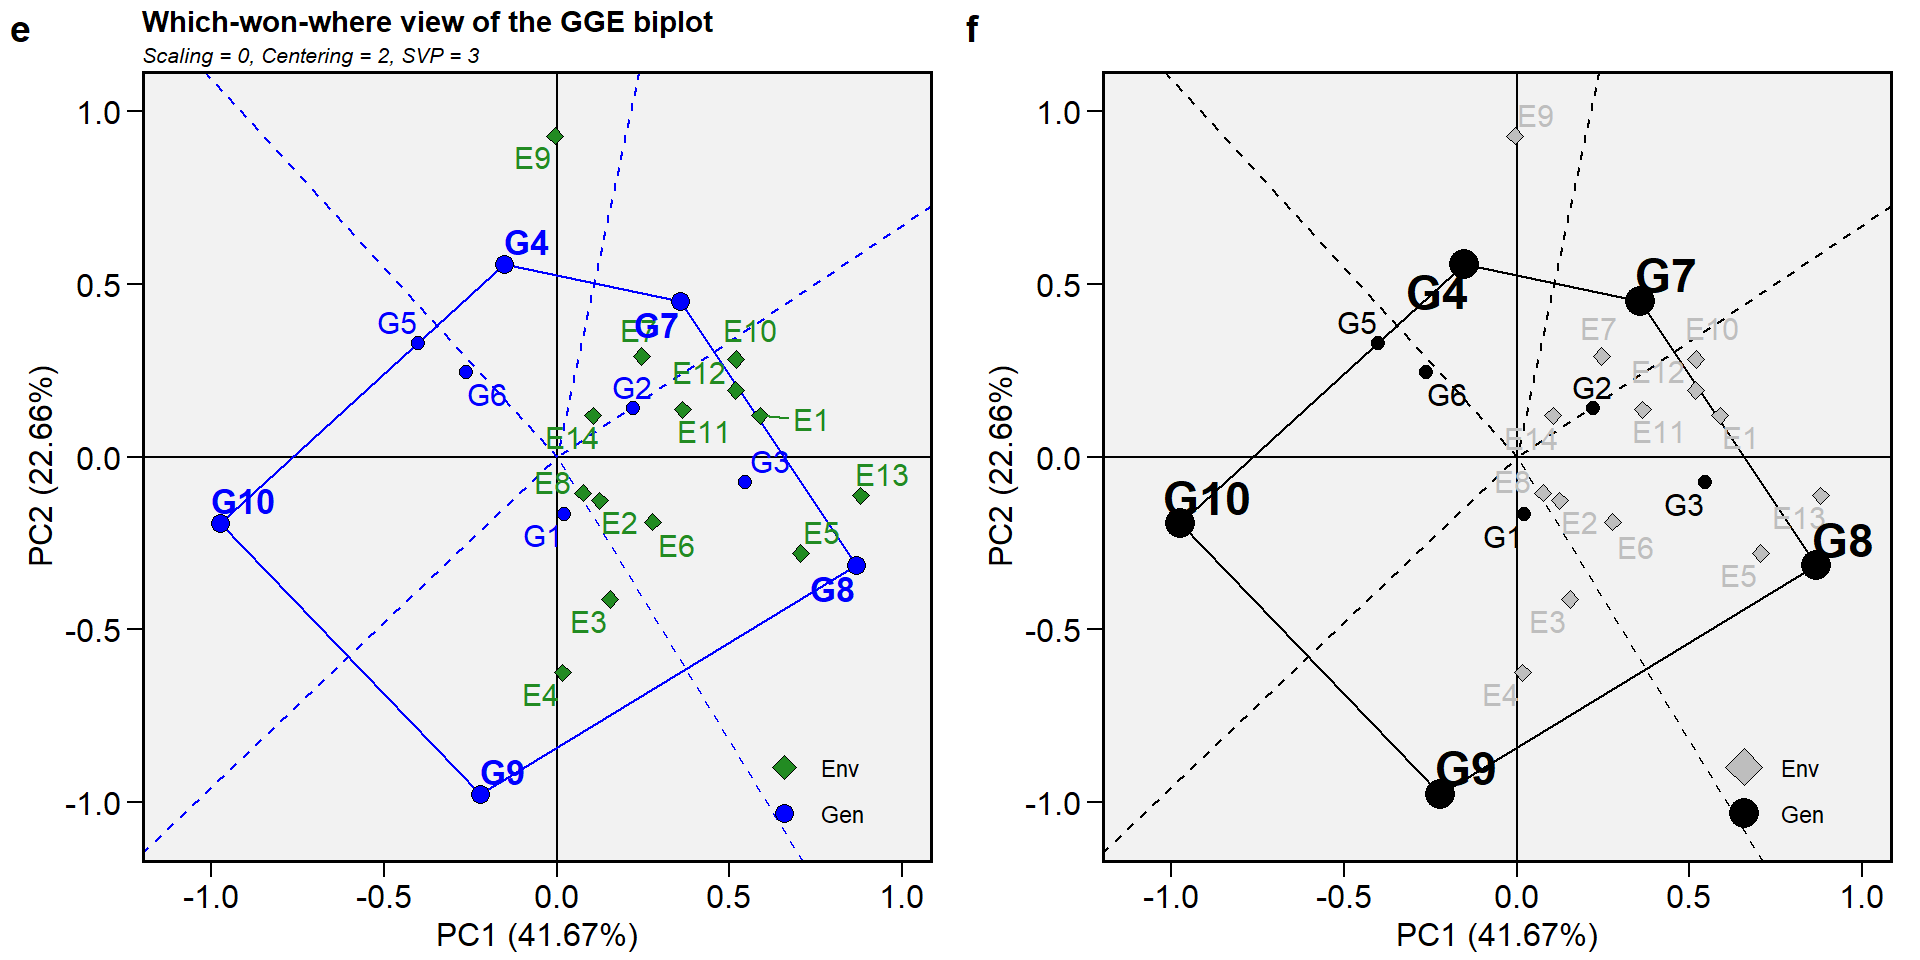 e
Which-won-where view of the GGE biplot
Scaling = 0, Centering = 2, SVP = 3
PC2 (22.66%)
1.0
0.5
0.0
-0.5
-1.0
E9
G4
G5
G6
E7
G7
E10
E12
G2
E14
E11
E1
G3
E13
E8
G10
G1
E2
E6
E5
G8
E3
E4
G9
Env
Gen
-1.0
-0.5
0.0
0.5
1.0
PC1 (41.67%)
f
PC2 (22.66%)
1.0
0.5
0.0
-0.5
-1.0
E9
G4
G7
G5
G6
E7
E10
E12
G2
E14
E11
E1
G3
E13
E8
G10
G1
E2
E6
E5
G8
E3
E4
G9
Env
Gen
-1.0
-0.5
0.0
0.5
1.0
PC1 (41.67%)